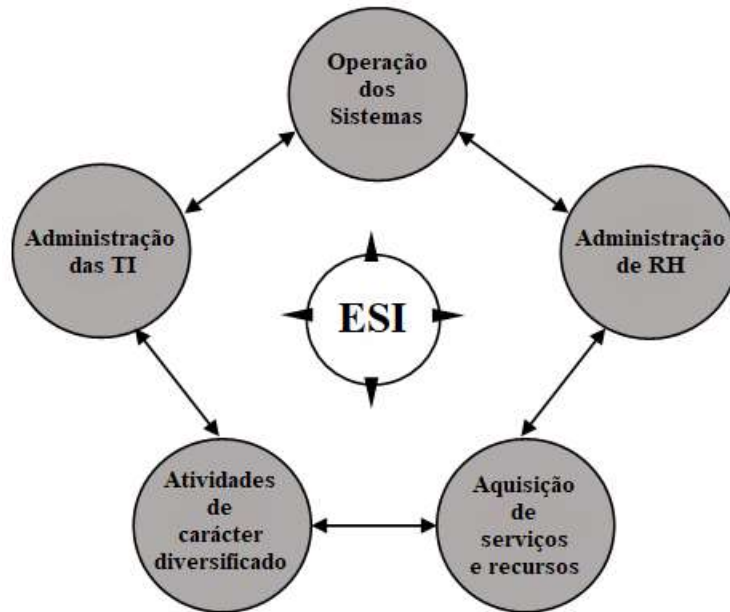 Operação
dos
Sistemas
Administração
das TI
Administração
de RH
ESI
Atividades
de
carácter
diversificado
Aquisição
de
serviços
e recursos